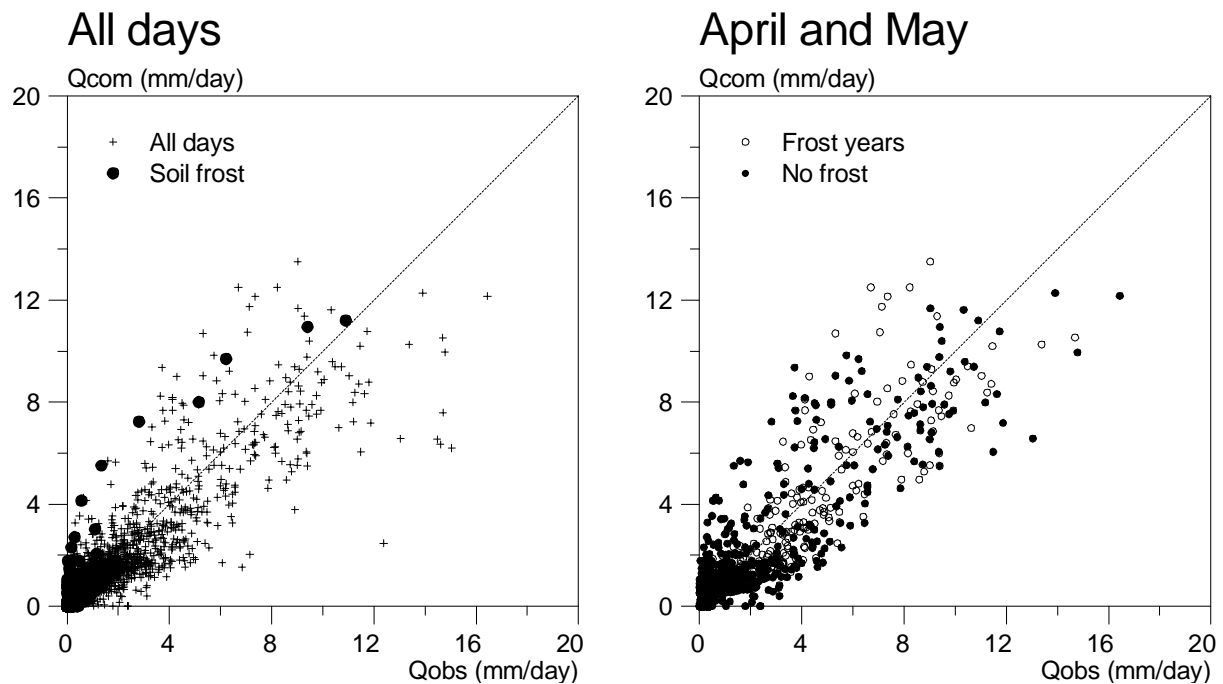 All days
Qcom (mm/day)
20
16
12
8
4
0
0 4 8 12 16 20
Qobs (mm/day)
+ All days
● Soil frost
April and May
Qcom (mm/day)
20
16
12
8
4
0
0 4 8 12 16 20
Qobs (mm/day)
○ Frost years
● No frost